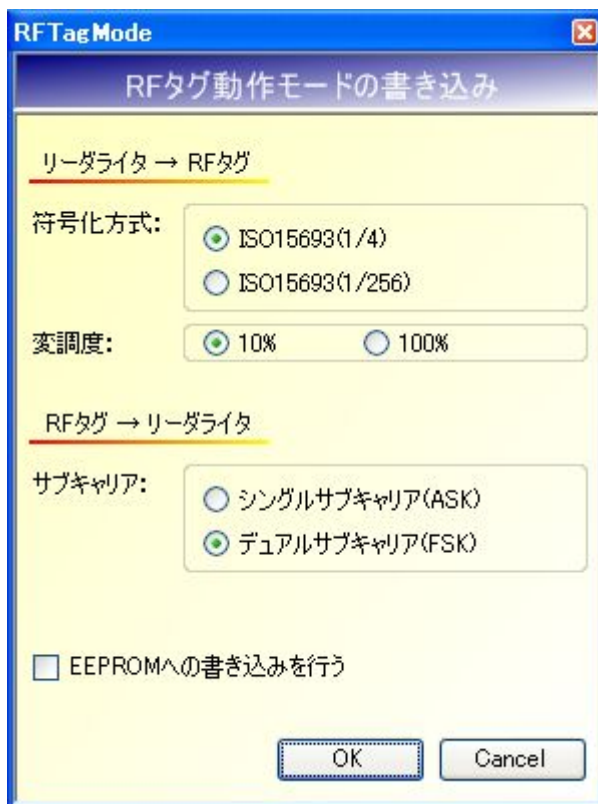 RFTagMode
RFタグ動作モードの書き込み
リーダライタ → RFタグ
符号化方式:
ISO15693(1/4)
ISO15693(1/256)
変調度:
10% 100%
RFタグ → リーダライタ
サブキャリア:
シングルサブキャリア(ASK)
デュアルサブキャリア(FSK)
EEPROMへの書き込みを行う
OK Cancel